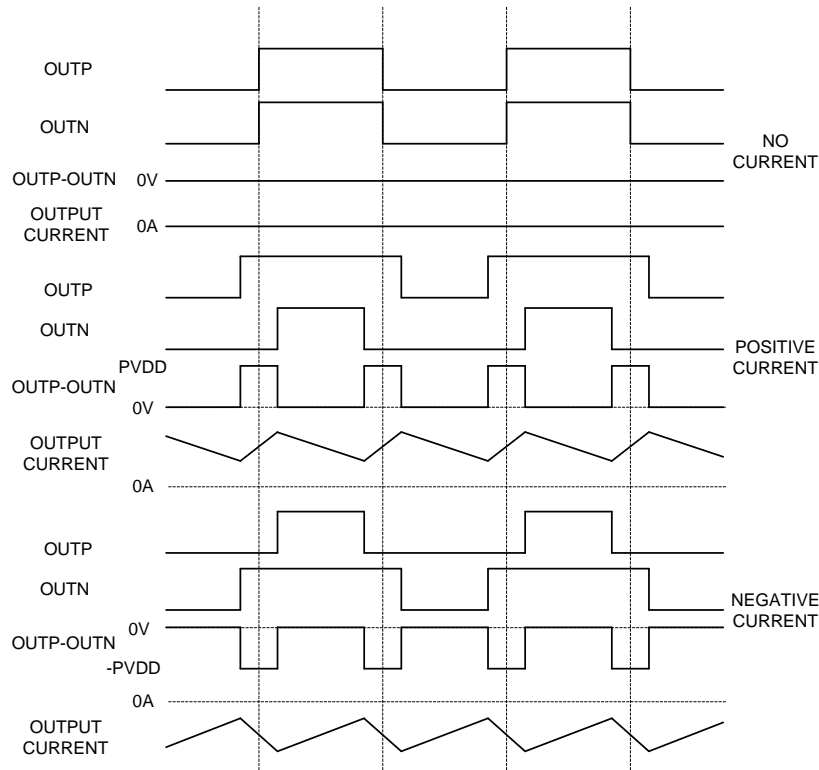 OUTP
OUTN
NO
CURRENT
OUTP-OUTN 0V
OUTPUT
CURRENT
0A
OUTP
OUTN
POSITIVE
CURRENT
PVDD
OUTP-OUTN
0V
OUTPUT
CURRENT
0A
OUTP
OUTN
NEGATIVE
CURRENT
0V
OUTP-OUTN
-PVDD
0A
OUTPUT
CURRENT